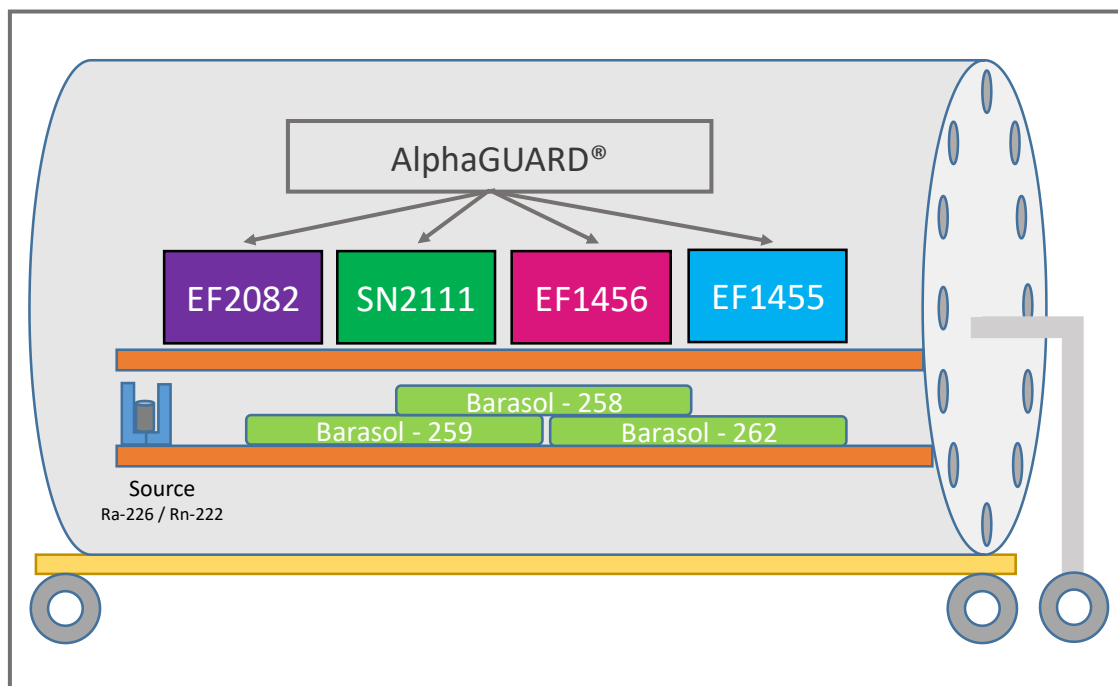 AlphaGUARD®
EF2082
SN2111
EF1456
EF1455
Barasol - 258
Barasol - 259
Barasol - 262
Source
Ra-226 / Rn-222